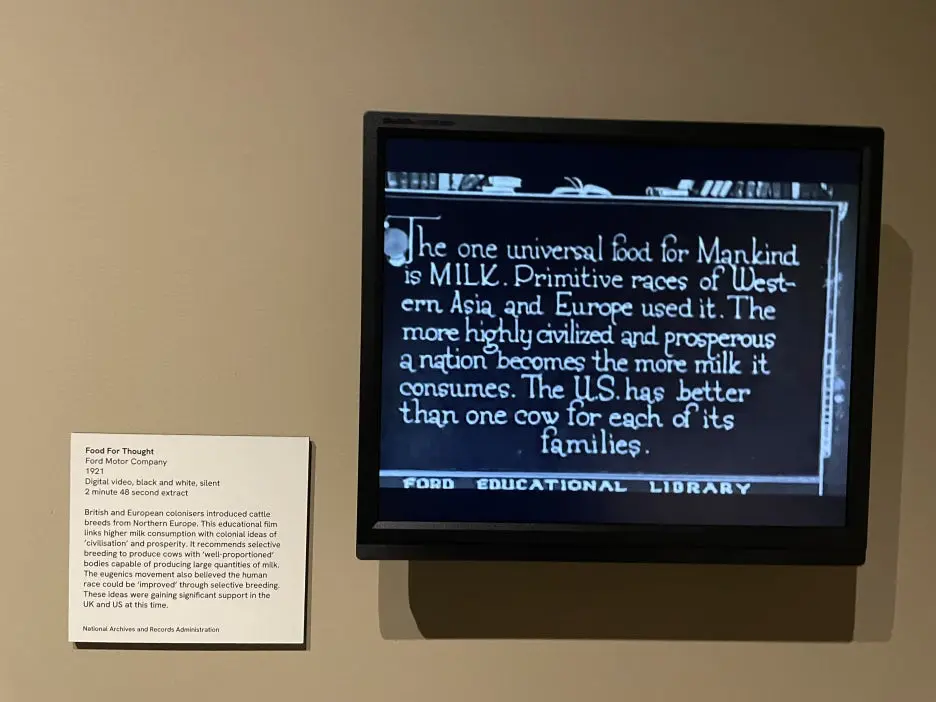 The one universal food for Mankind
is MILK. Primitive races of West-
ern Asia and Europe used it. The
more highly civilized and prosperous
a nation becomes the more milk it
consumes. The U.S. has better
than one cow for each of its
families.
FORD EDUCATIONAL LIBRARY
Food For Thought
Ford Motor Company
1921
Digital video, black and white, silent
2 minute 48 second extract
British and European colonisers introduced cattle
breeds from Northern Europe. This educational film
links higher milk consumption with colonial ideas of
'civilisation' and prosperity. It recommends selective
breeding to produce cows with 'well-proportioned'
bodies capable of producing large quantities of milk.
The eugenics movement also believed the human
race could be 'improved' through selective breeding.
These ideas were gaining significant support in the
UK and US at this time.
National Archives and Records Administration